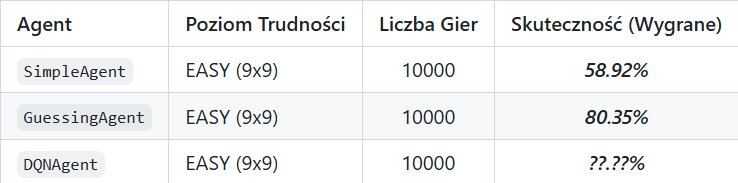 Agent Poziom Trudności Liczba Gier Skuteczność (Wygrane)
SimpleAgent EASY (9x9) 10000 58.92%
GuessingAgent EASY (9x9) 10000 80.35%
DQNAgent EASY (9x9) 10000 ??.??%